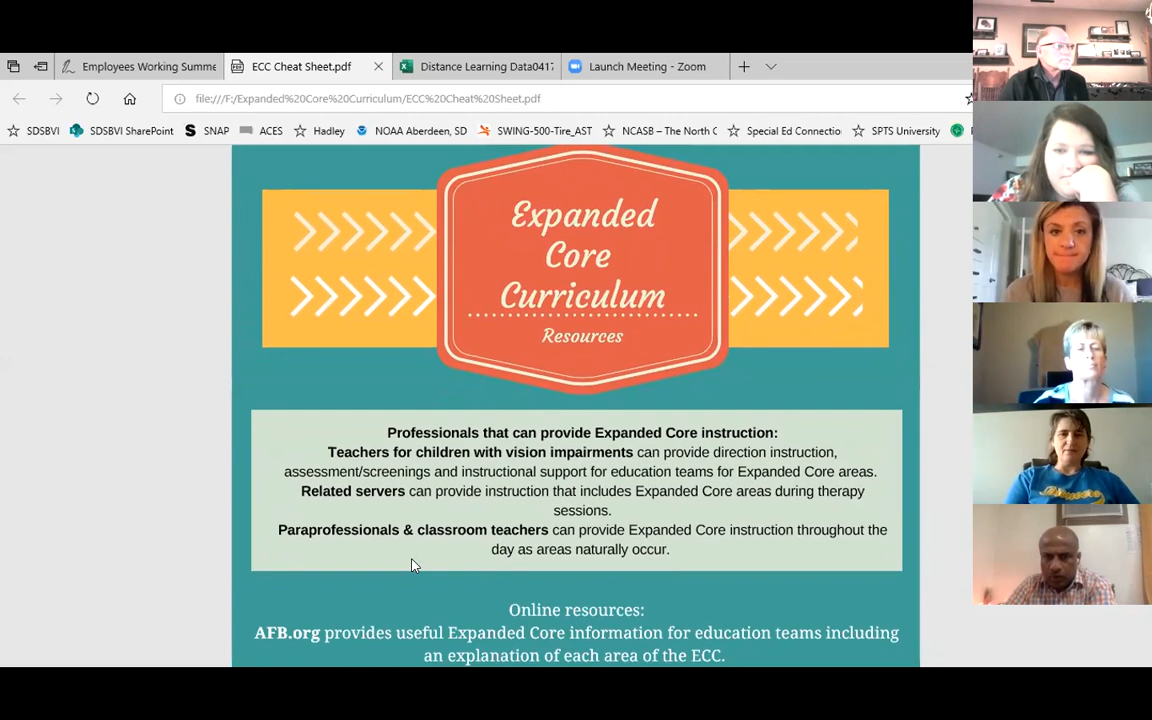 Employees Working Summe
ECC Cheat Sheet.pdf
Distance Learning Data0417
Launch Meeting - Zoom
file:///F:/Expanded%20Core%20Curriculum/ECC%20Cheat%20Sheet.pdf
SDSBVI
SDSBVI SharePoint
SNAP
ACES
Hadley
NOAA Aberdeen, SD
SWING-500-Tire_AST
NCASB – The North C
Special Ed Connectio
SPTS University
Expanded
Core
Curriculum
Resources
Professionals that can provide Expanded Core instruction:
Teachers for children with vision impairments can provide direction instruction,
assessment/screenings and instructional support for education teams for Expanded Core areas.
Related servers can provide instruction that includes Expanded Core areas during therapy
sessions.
Paraprofessionals & classroom teachers can provide Expanded Core instruction throughout the
day as areas naturally occur.
Online resources:
AFB.org provides useful Expanded Core information for education teams including
an explanation of each area of the ECC.